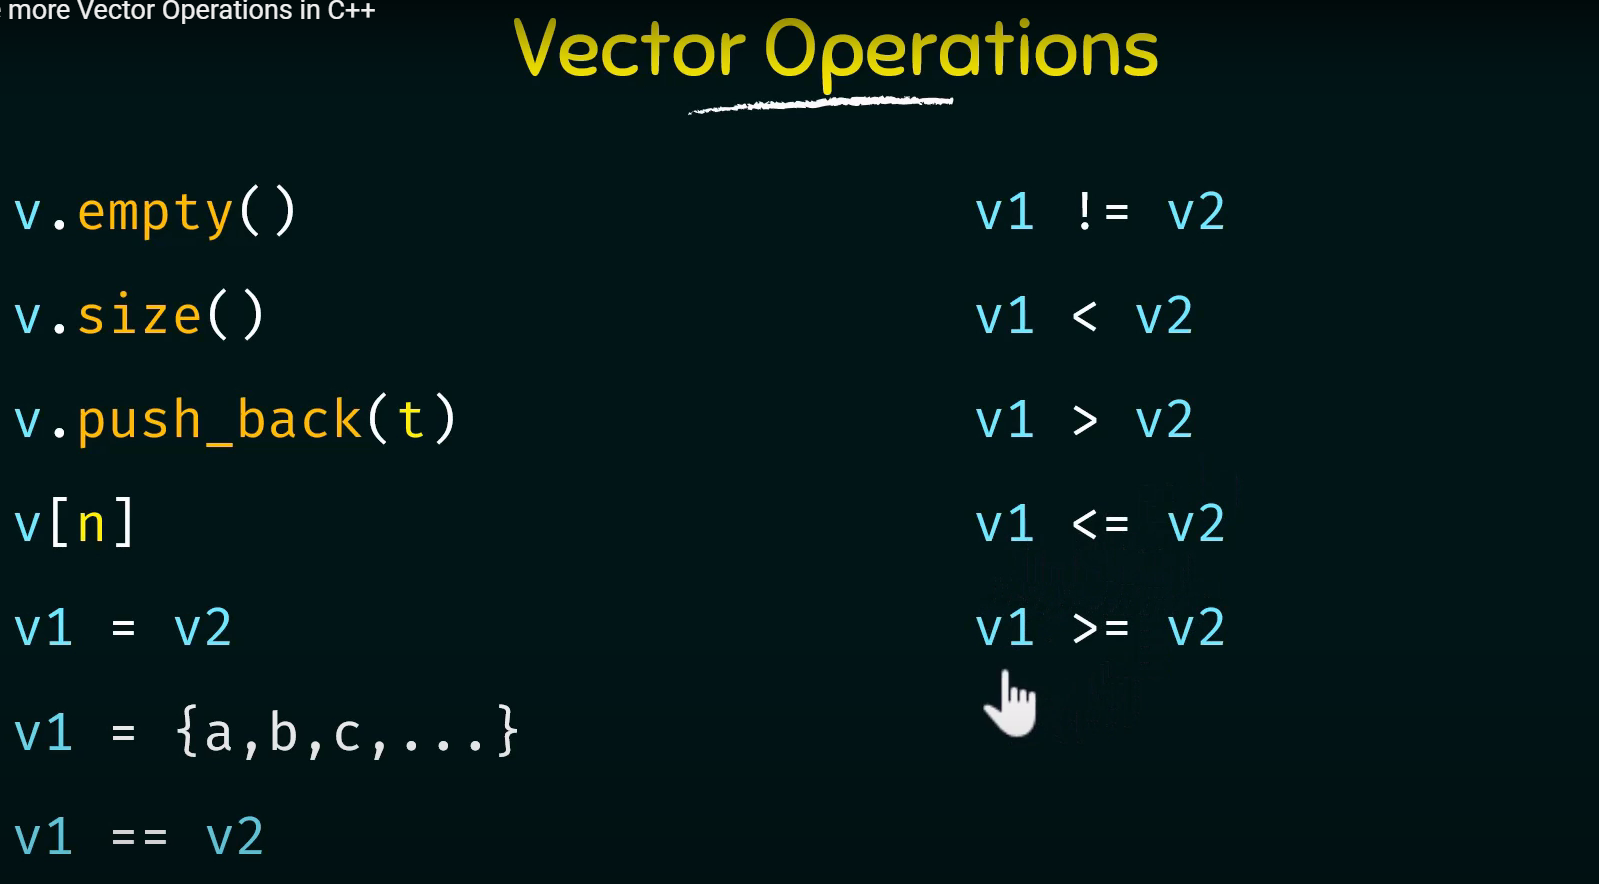 more Vector Operations in C++
Vector Operations
v.empty()
v.size()
v.push_back(t)
v[n]
v1 = v2
v1 = {a,b,c,...}
v1 == v2
v1 != v2
v1 < v2
v1 > v2
v1 <= v2
v1 >= v2